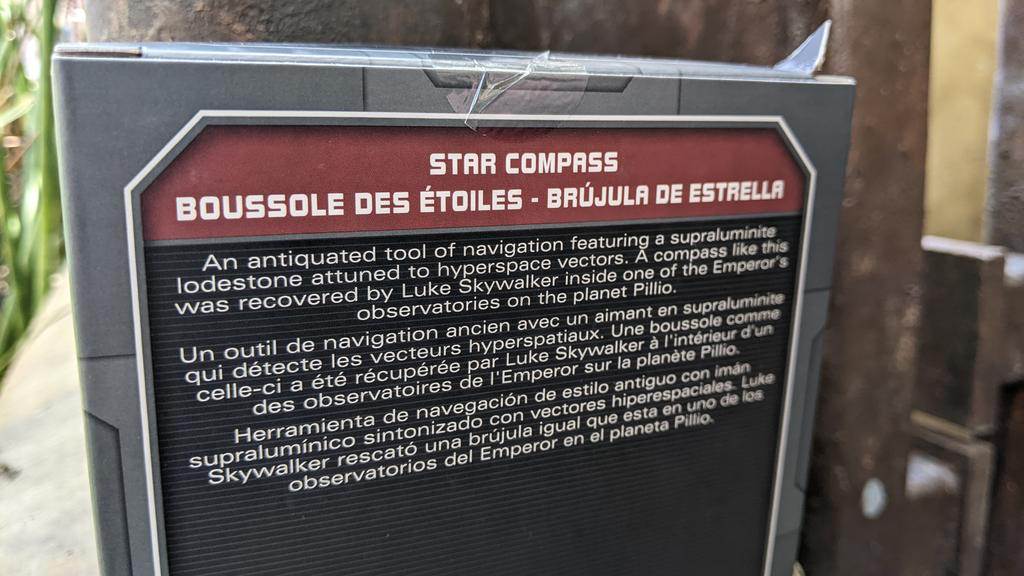 STAR COMPASS
BOUSSOLE DES ÉTOILES - BRÚJULA DE ESTRELLA
An antiquated tool of navigation featuring a supraluminite
lodestone attuned to hyperspace vectors. A compass like this
was recovered by Luke Skywalker inside one of the Emperor's
observatories on the planet Pillio.
Un outil de navigation ancien avec un aimant en supraluminite
qui détecte les vecteurs hyperspatiaux. Une boussole comme
celle-ci a été récupérée par Luke Skywalker à l'intérieur d'un
des observatoires de l'Emperor sur la planète Pillio.
Herramienta de navegación de estilo antiguo con imán
supralumínico sintonizado con vectores hiperespaciales. Luke
Skywalker rescató una brújula igual que esta en uno de los
observatorios del Emperor en el planeta Pillio.